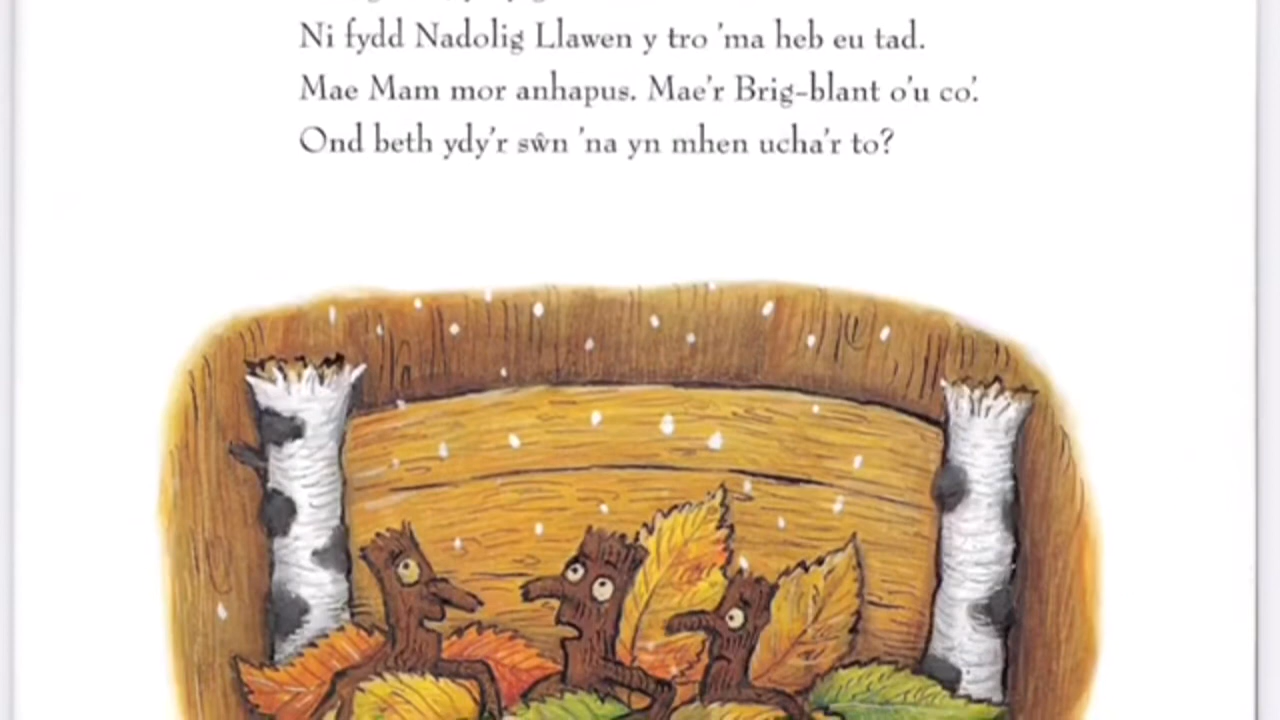 Ni fydd Nadolig Llawen y tro 'ma heb eu tad.
Mae Mam mor anhapus. Mae'r Brig-blant o'u co'.
Ond beth ydy'r sŵn 'na yn mhen ucha'r to?